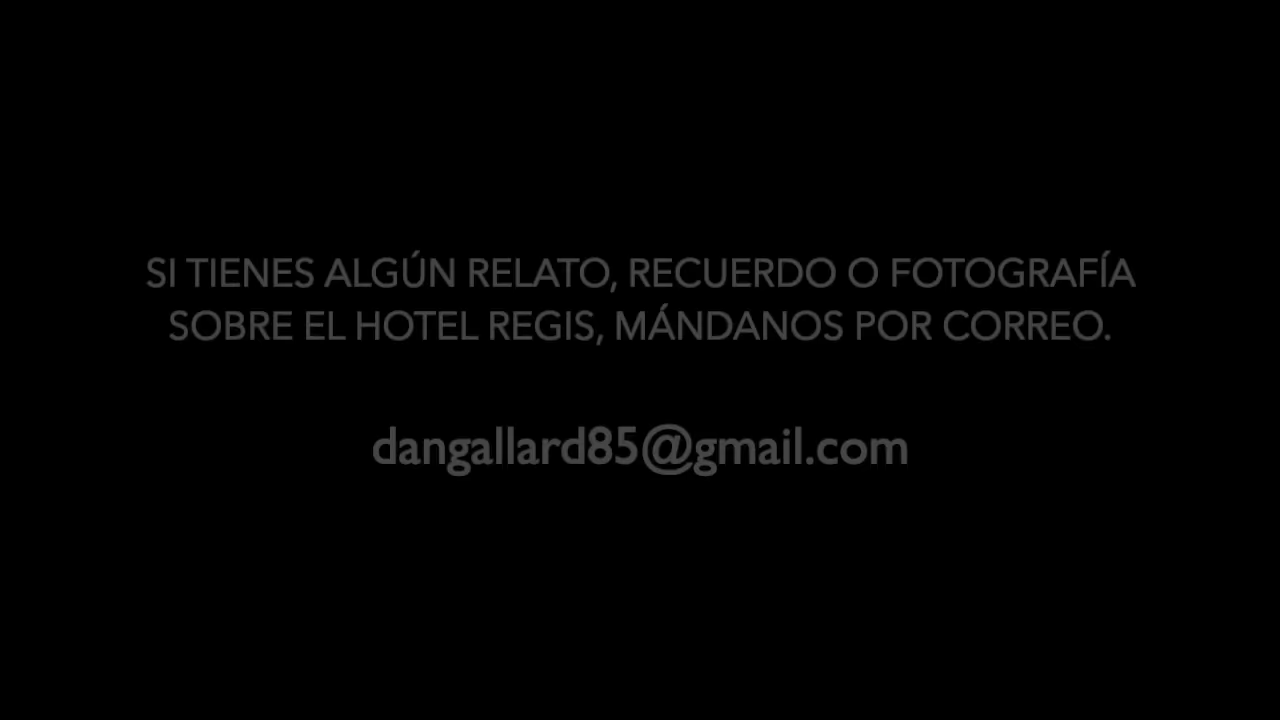 SI TIENES ALGÚN RELATO, RECUERDO O FOTOGRAFÍA
SOBRE EL HOTEL REGIS, MÁNDANOS POR CORREO.
dangallard85@gmail.com